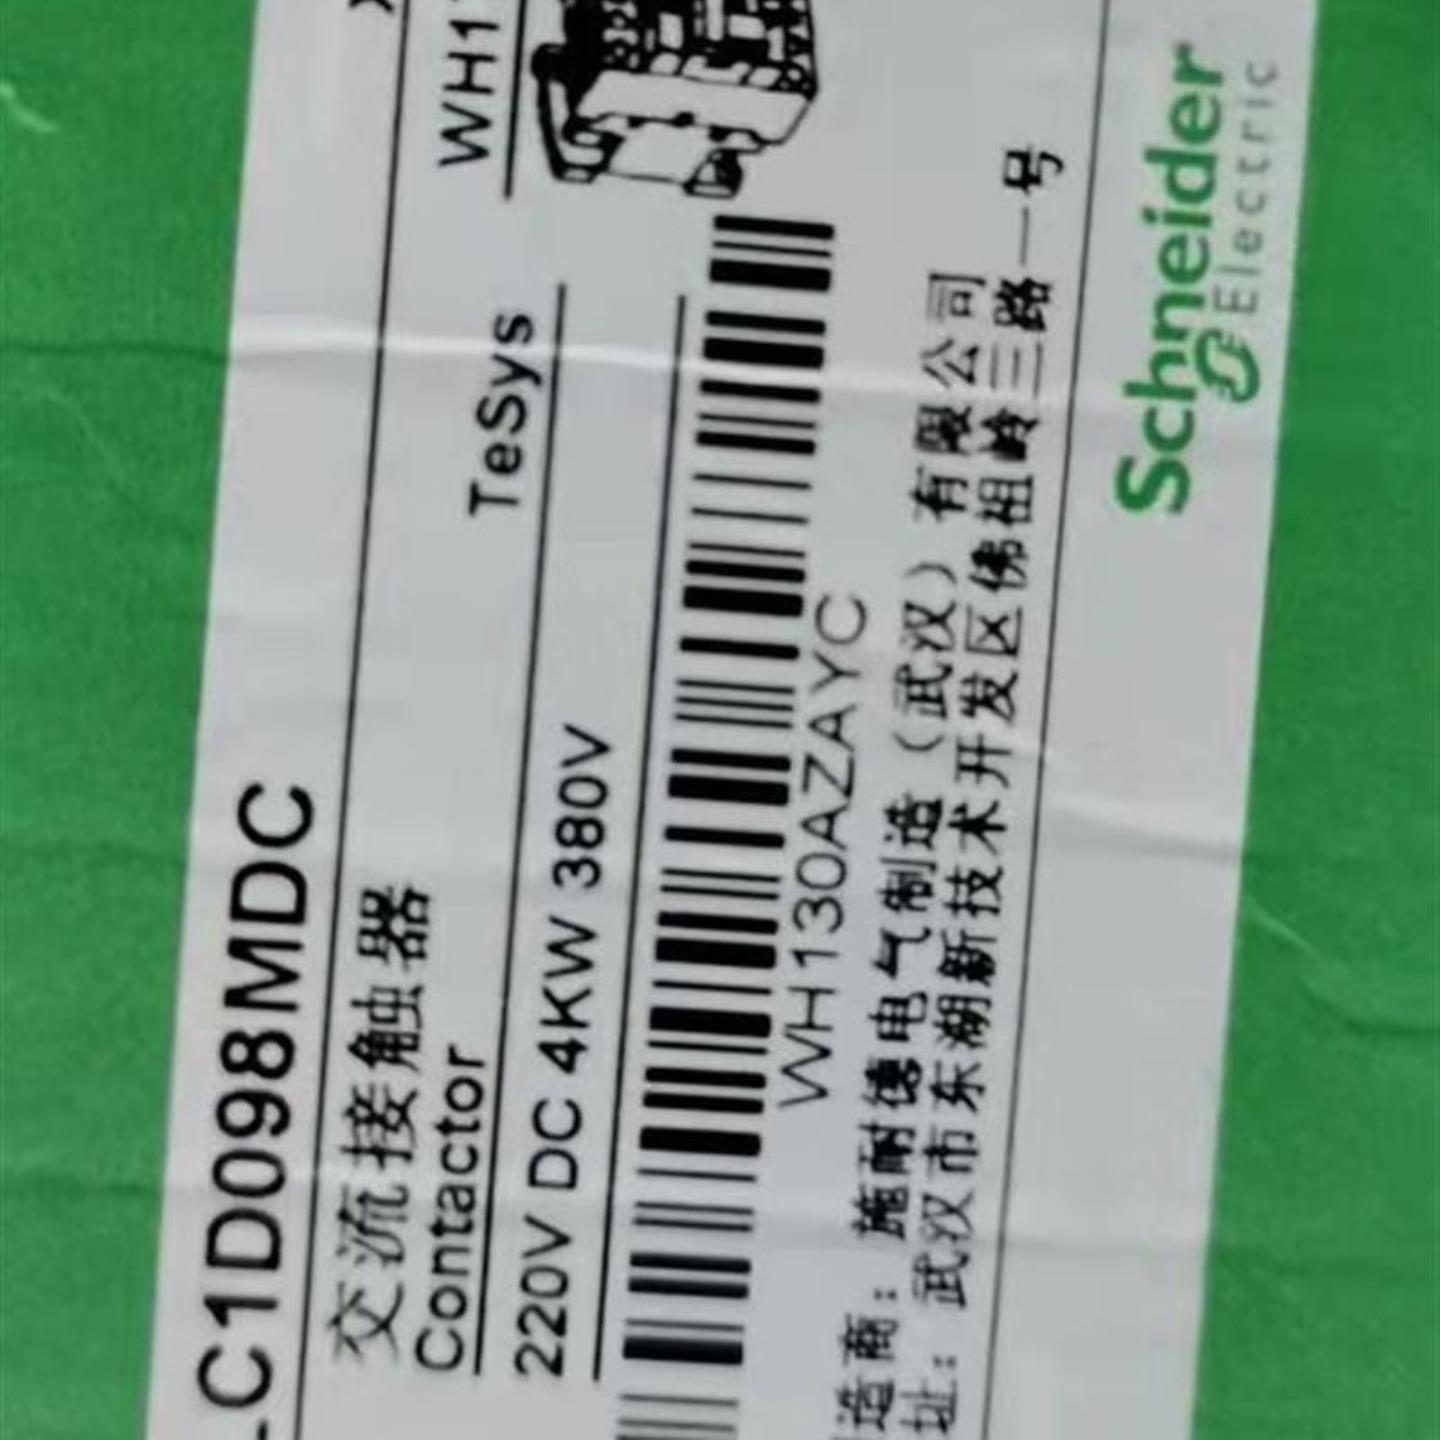 LC1D098MDC
交流接触器
Contactor
TeSys
WH1
220V DC 4KW 380V
WH130AZAYC
造商：施耐德电气制造（武汉）有限公司
址：武汉市东湖新技术开发区佛祖岭三路一号
Schneider
Electric